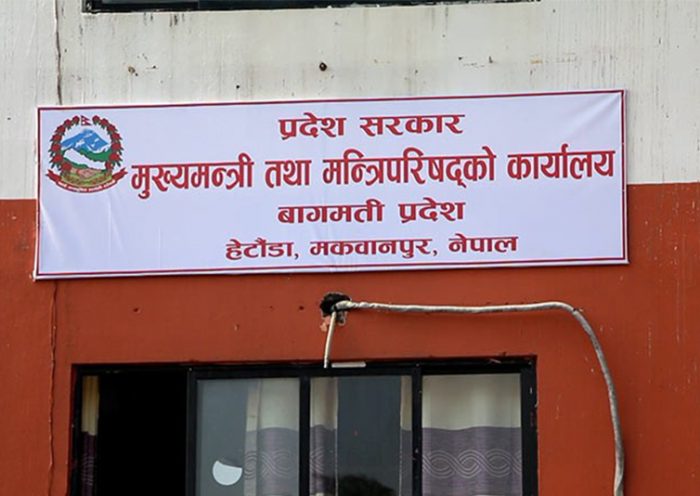 प्रदेश सरकार
मुख्यमन्त्री तथा मन्त्रिपरिषद्को कार्यालय
बागमती प्रदेश
हेटौंडा, मकवानपुर, नेपाल